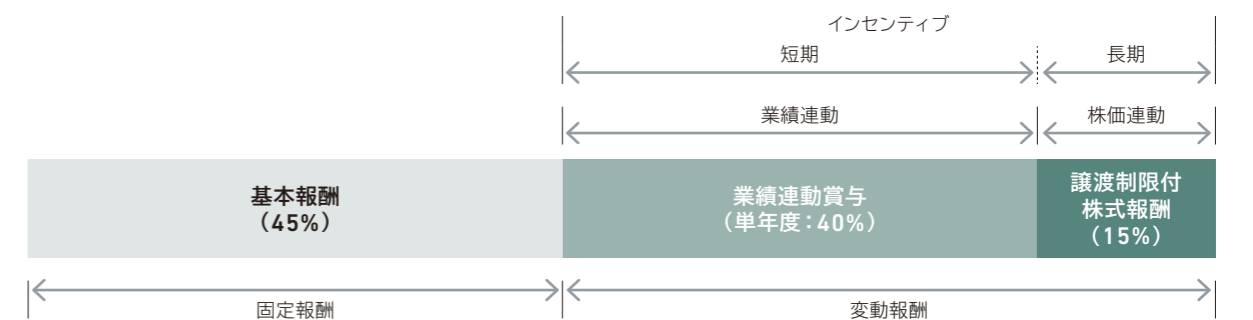 インセンティブ
短期
長期
業績連動
株価連動
基本報酬
（45%）
業績連動賞与
（単年度：40%）
譲渡制限付
株式報酬
（15%）
固定報酬
変動報酬